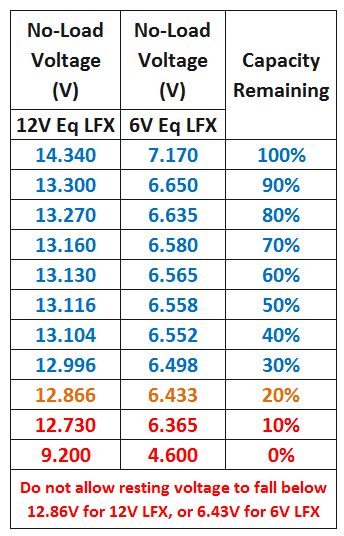 No-Load Voltage (V) No-Load Voltage (V) Capacity Remaining
12V Eq LFX 6V Eq LFX
14.340 7.170 100%
13.300 6.650 90%
13.270 6.635 80%
13.160 6.580 70%
13.130 6.565 60%
13.116 6.558 50%
13.104 6.552 40%
12.996 6.498 30%
12.866 6.433 20%
12.730 6.365 10%
9.200 4.600 0%
Do not allow resting voltage to fall below
12.86V for 12V LFX, or 6.43V for 6V LFX